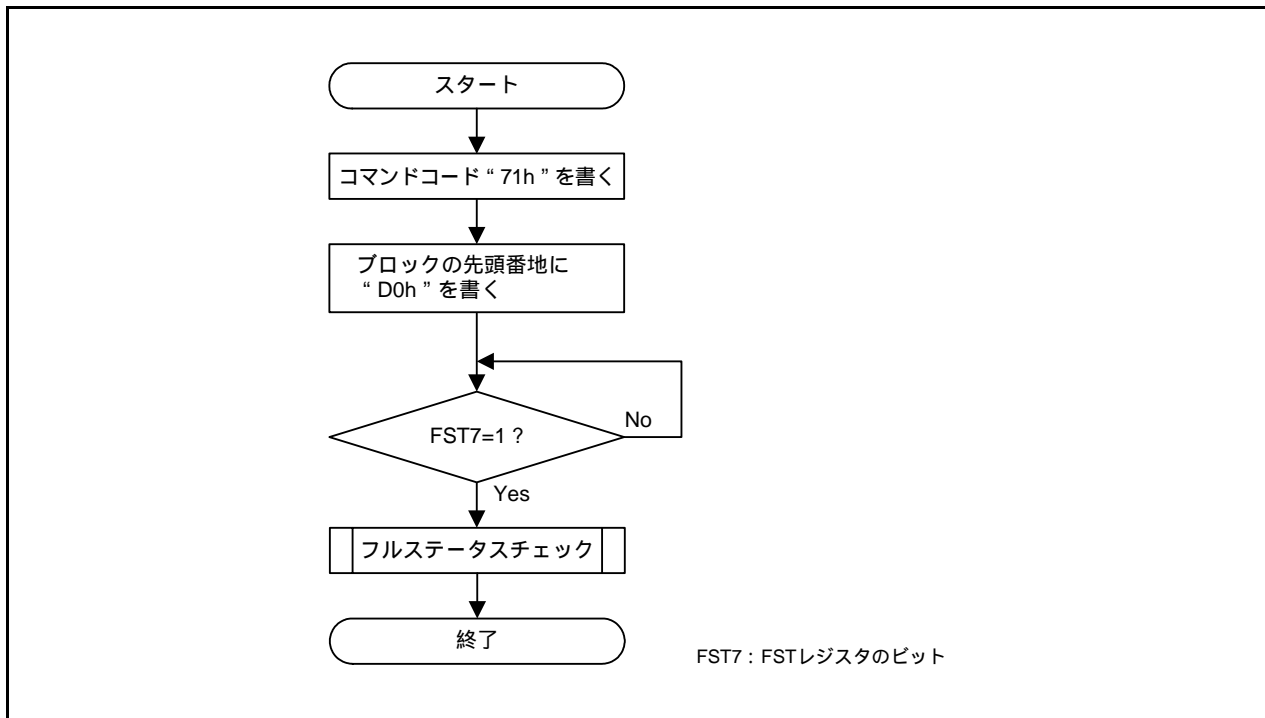 スタート
コマンドコード“ 71h ”を書く
ブロックの先頭番地に
“ D0h ”を書く
FST7=1 ?
No
Yes
フルステータスチェック
終了
FST7 : FSTレジスタのビット